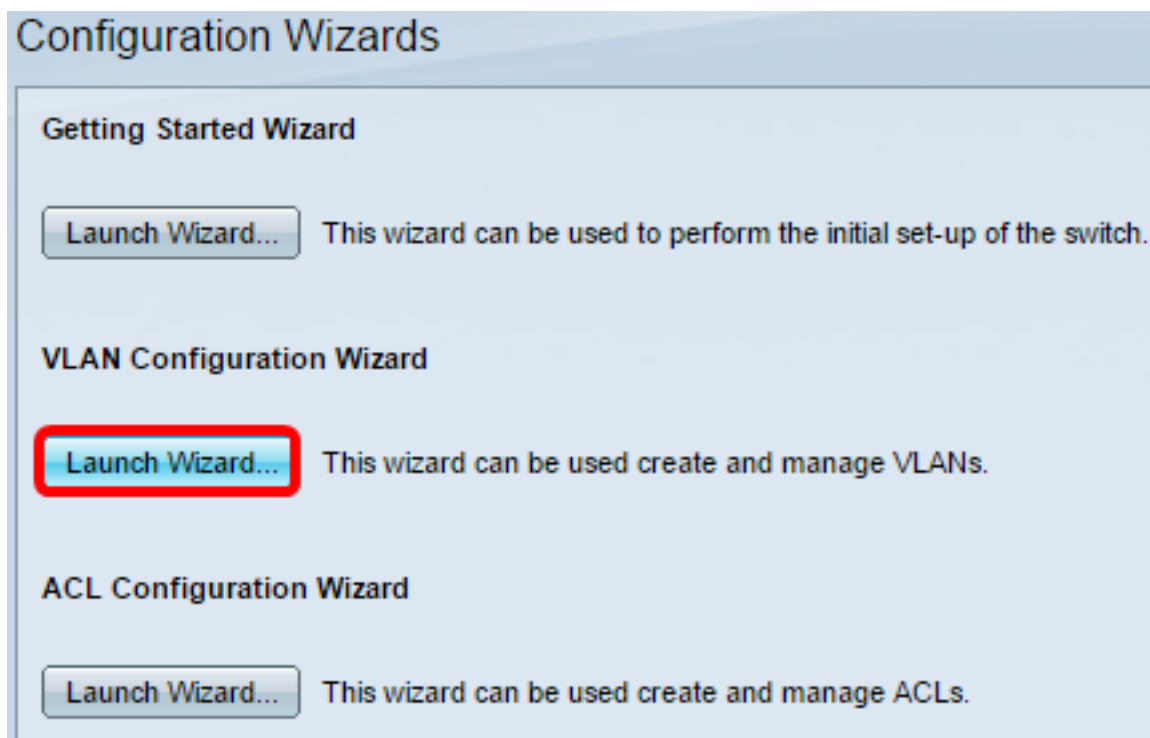 Configuration Wizards
Getting Started Wizard
Launch Wizard... This wizard can be used to perform the initial set-up of the switch.
VLAN Configuration Wizard
Launch Wizard... This wizard can be used create and manage VLANs.
ACL Configuration Wizard
Launch Wizard... This wizard can be used create and manage ACLs.